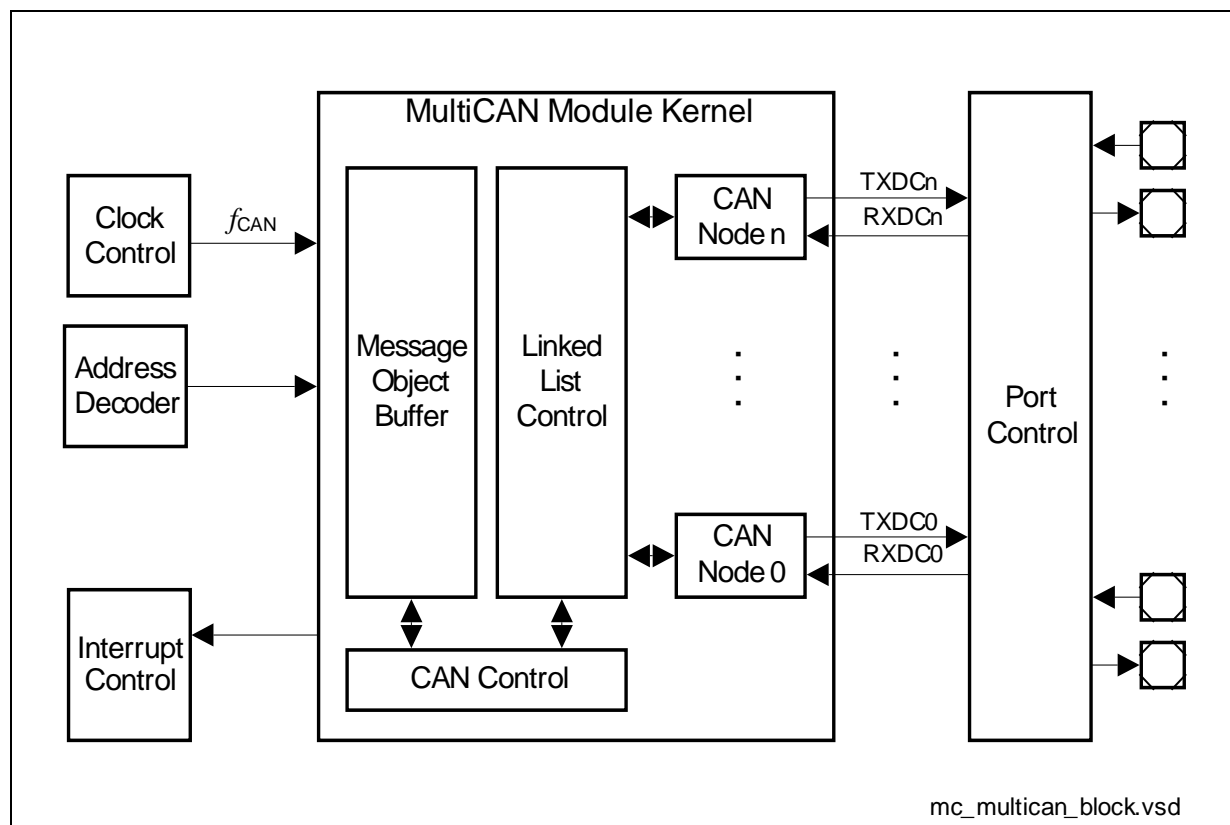 MultiCAN Module Kernel
Clock
Control
fCAN
Address
Decoder
Interrupt
Control
Message
Object
Buffer
Linked
List
Control
CAN Control
CAN
Node n
TXDCn
RXDCn
CAN
Node 0
TXDC0
RXDC0
Port
Control
mc_multican_block.vsd